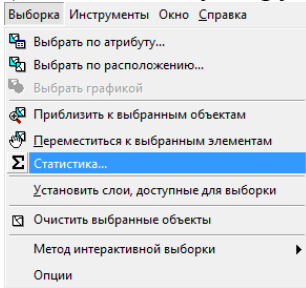 Выборка Инструменты Окно Справка
Выбрать по атрибуту...
Выбрать по расположению...
Выбрать графикой
Приблизить к выбранным объектам
Переместиться к выбранным элементам
Σ Статистика...
Установить слои, доступные для выборки
Очистить выбранные объекты
Метод интерактивной выборки
Опции